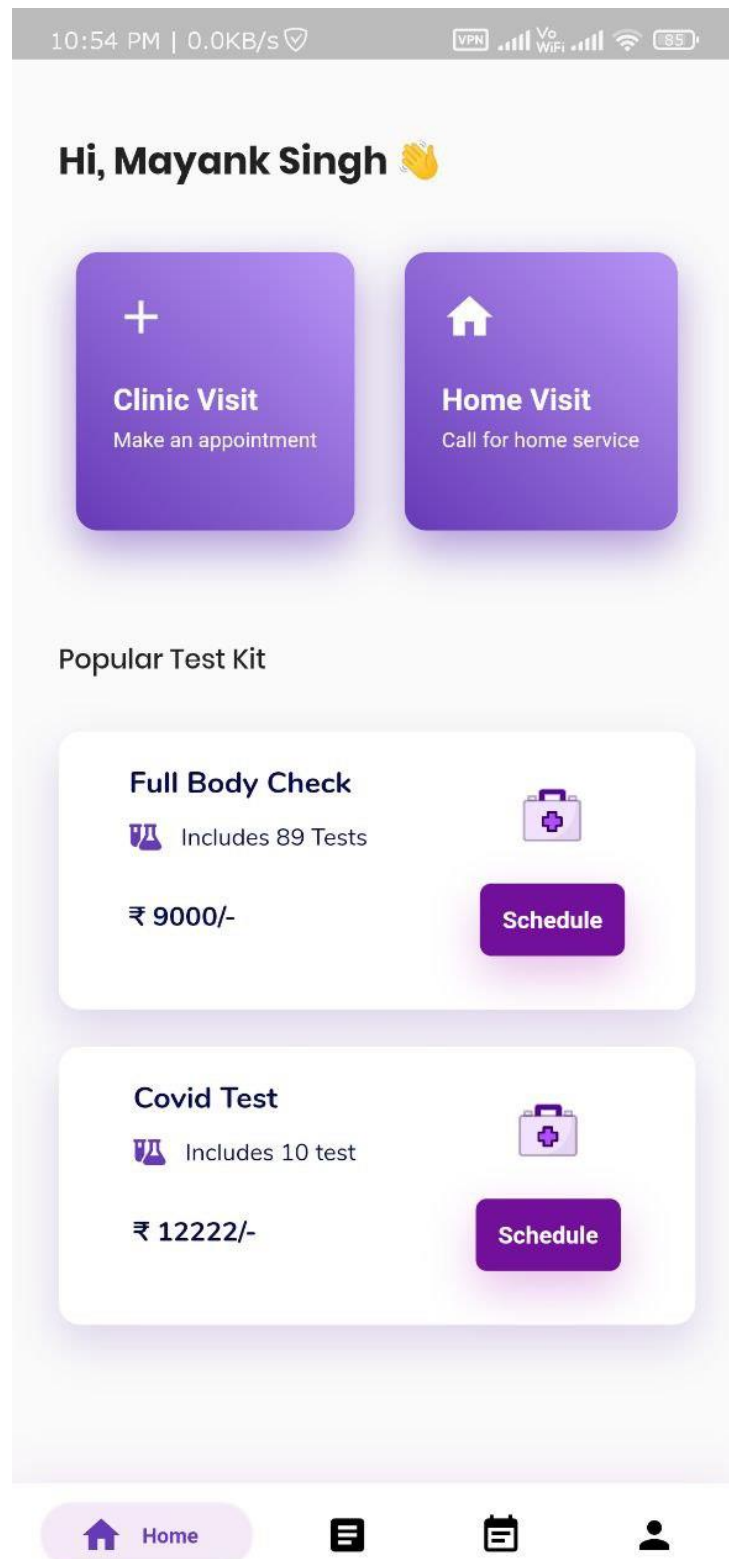 10:54 PM | 0.0KB/s VPN Vo WiFi 85
Hi, Mayank Singh 👋
Clinic Visit
Make an appointment
Home Visit
Call for home service
Popular Test Kit
Full Body Check
Includes 89 Tests
₹ 9000/-
Schedule
Covid Test
Includes 10 test
₹ 12222/-
Schedule
Home